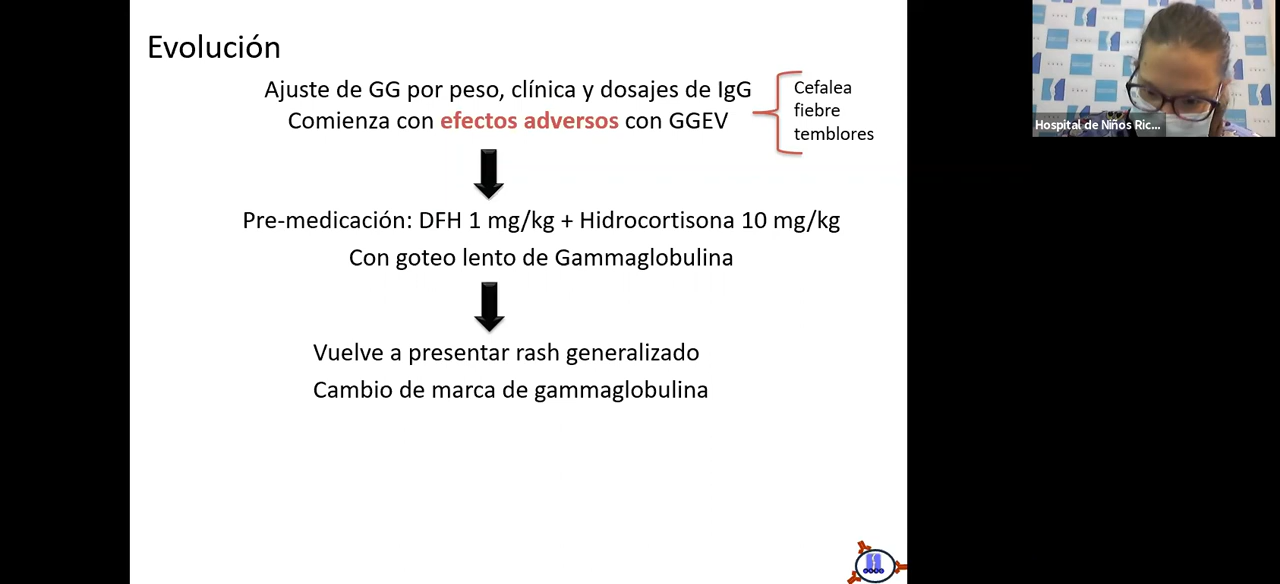 Evolución
Ajuste de GG por peso, clínica y dosajes de IgG
Comienza con efectos adversos con GGEV
Cefalea
fiebre
temblores
Pre-medicación: DFH 1 mg/kg + Hidrocortisona 10 mg/kg
Con goteo lento de Gammaglobulina
Vuelve a presentar rash generalizado
Cambio de marca de gammaglobulina
Hospital de Niños Ric...